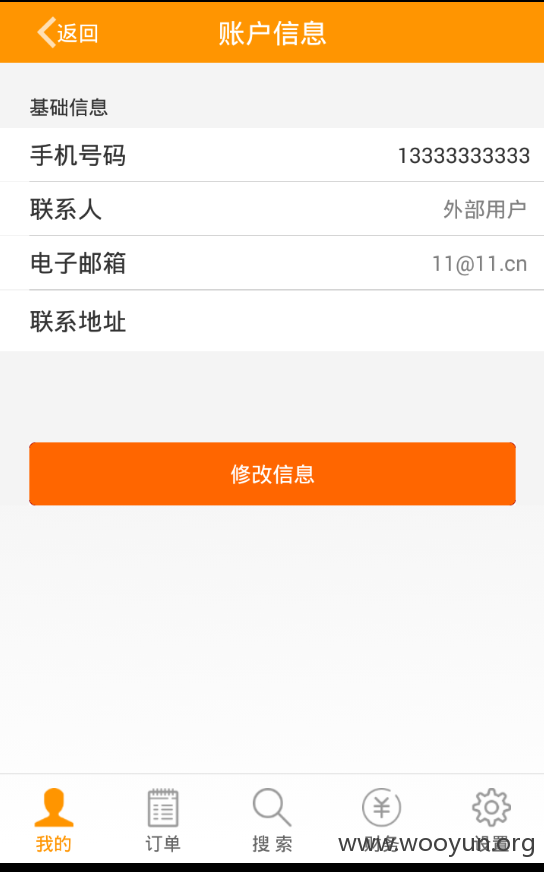 返回 账户信息
基础信息
手机号码 13333333333
联系人 外部用户
电子邮箱 11@11.cn
联系地址
修改信息
我的 订单 搜索 财务 设置
www.wooyun.org